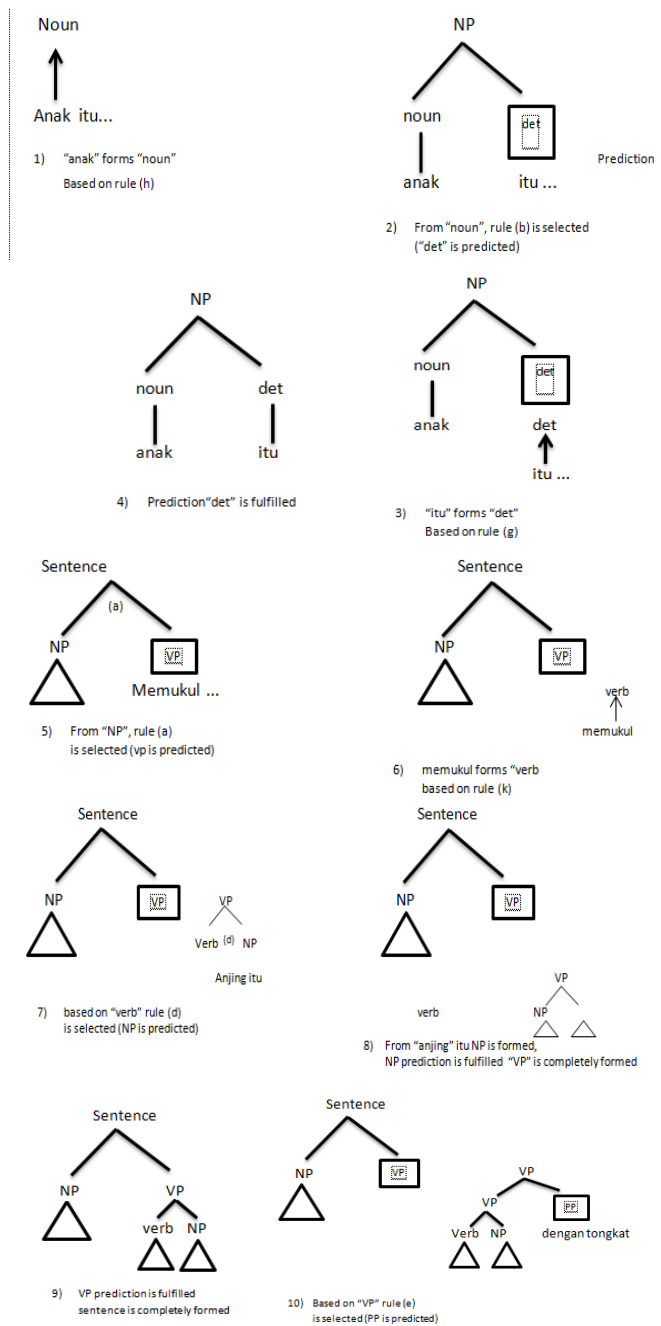 Noun
Anak itu...
1) "anak" forms "noun"
Based on rule (h)
NP
noun
det
anak
itu ...
Prediction
2) From "noun", rule (b) is selected
("det" is predicted)
NP
noun
det
anak
itu
4) Prediction "det" is fulfilled
NP
noun
det
anak
det
itu ...
3) "itu" forms "det"
Based on rule (g)
Sentence
(a)
NP
VP
Memukul ...
5) From "NP", rule (a)
is selected (vp is predicted)
Sentence
NP
VP
verb
memukul
6) memukul forms "verb
based on rule (k)
Sentence
NP
VP
VP
Verb (d) NP
Anjing itu
7) based on "verb" rule (d)
is selected (NP is predicted)
Sentence
NP
VP
VP
verb
NP
8) From "anjing" itu NP is formed,
NP prediction is fulfilled "VP" is completely formed
Sentence
NP
VP
verb NP
9) VP prediction is fulfilled
sentence is completely formed
Sentence
NP
VP
VP
VP
PP
Verb NP
dengan tongkat
10) Based on "VP" rule (e)
is selected (PP is predicted)